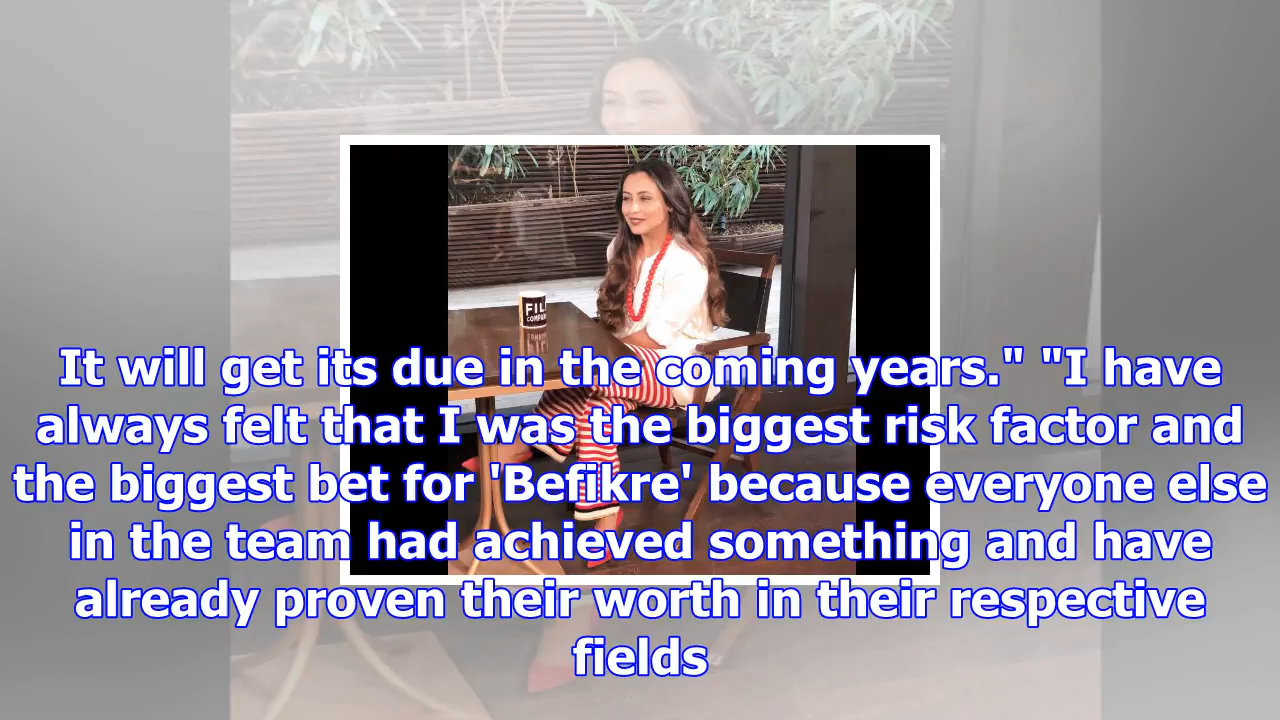 FIL
COMPAN
It will get its due in the coming years." "I have
always felt that I was the biggest risk factor and
the biggest bet for 'Befikre' because everyone else
in the team had achieved something and have
already proven their worth in their respective
fields